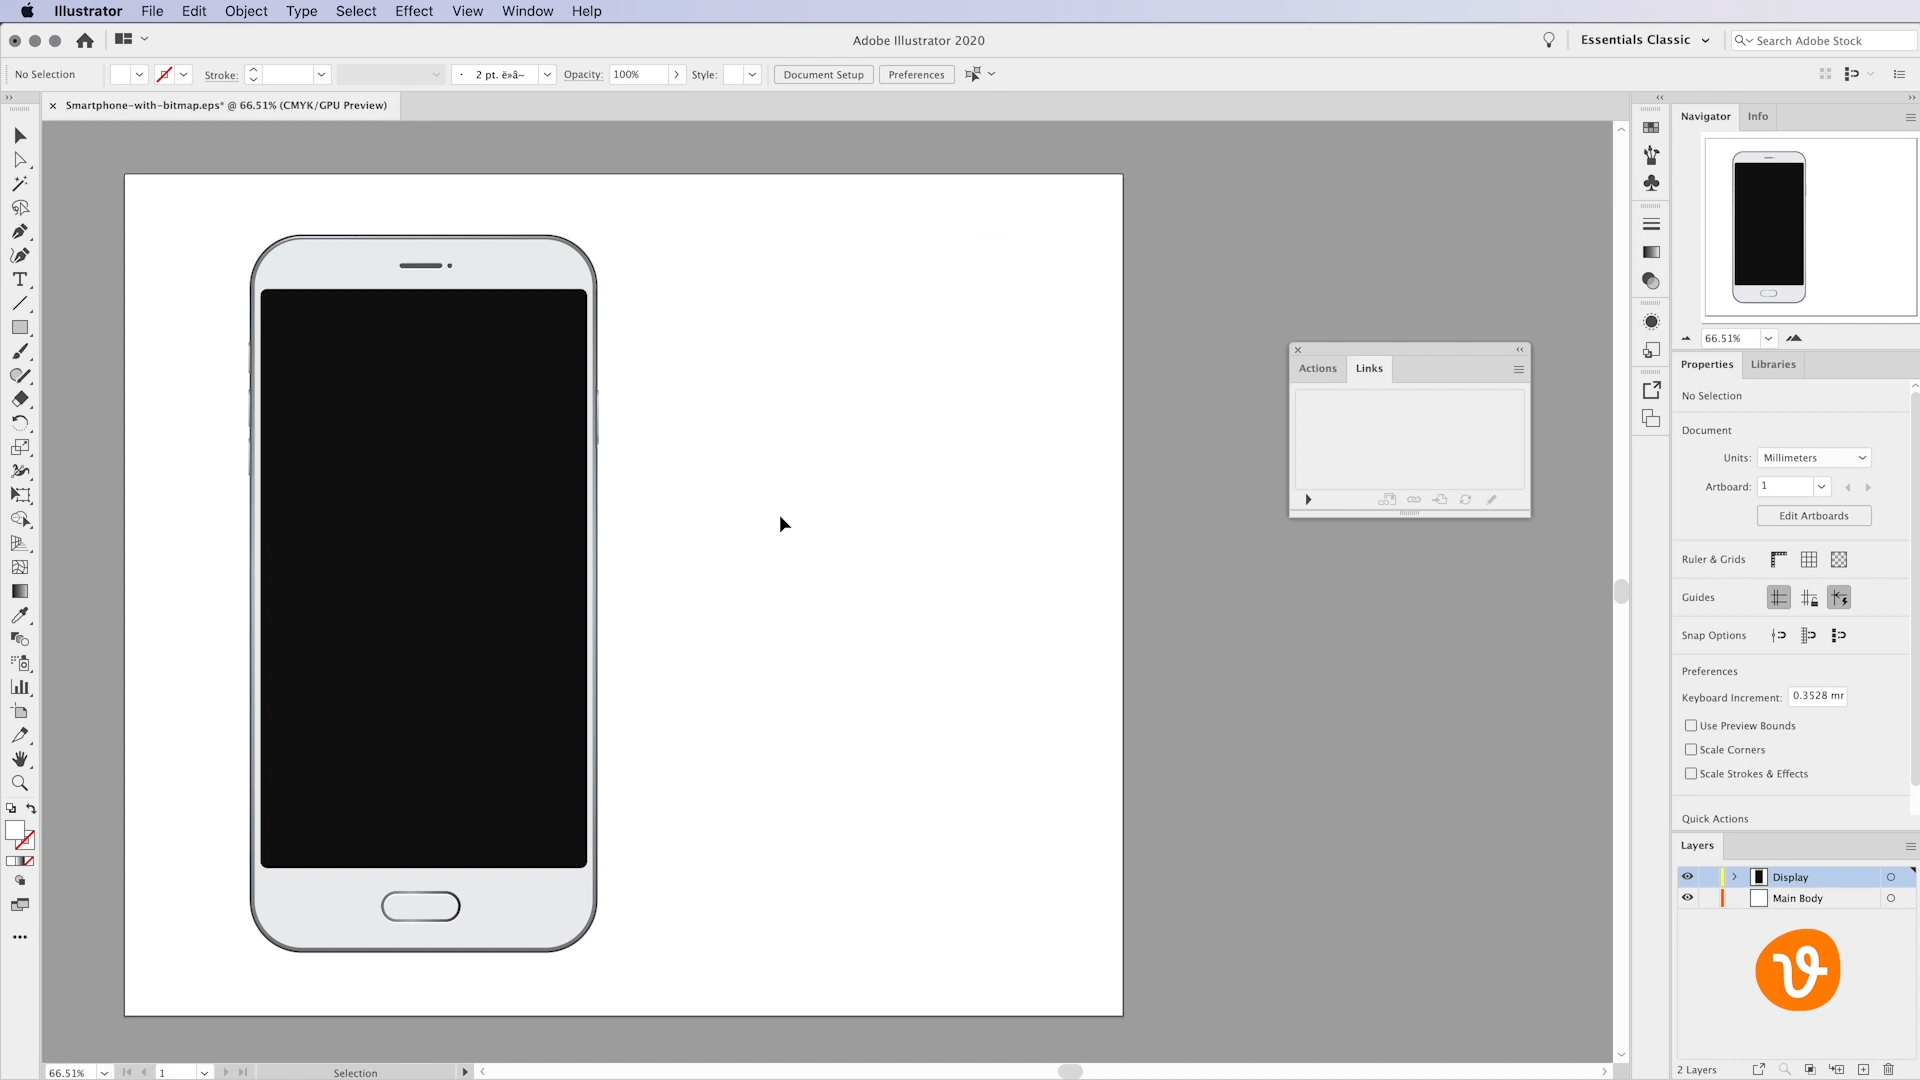 Illustrator File Edit Object Type Select Effect View Window Help
Adobe Illustrator 2020
Essentials Classic
Search Adobe Stock
No Selection
Stroke:
2 pt. ë»â~
Opacity: 100%
Style:
Document Setup
Preferences
× Smartphone-with-bitmap.eps* @ 66.51% (CMYK/GPU Preview)
Navigator Info
66.51%
Actions Links
Properties Libraries
No Selection
Document
Units: Millimeters
Artboard: 1
Edit Artboards
Ruler & Grids
Guides
Snap Options
Preferences
Keyboard Increment: 0.3528 mr
Use Preview Bounds
Scale Corners
Scale Strokes & Effects
Quick Actions
Layers
Display
Main Body
2 Layers
66.51% 1 Selection